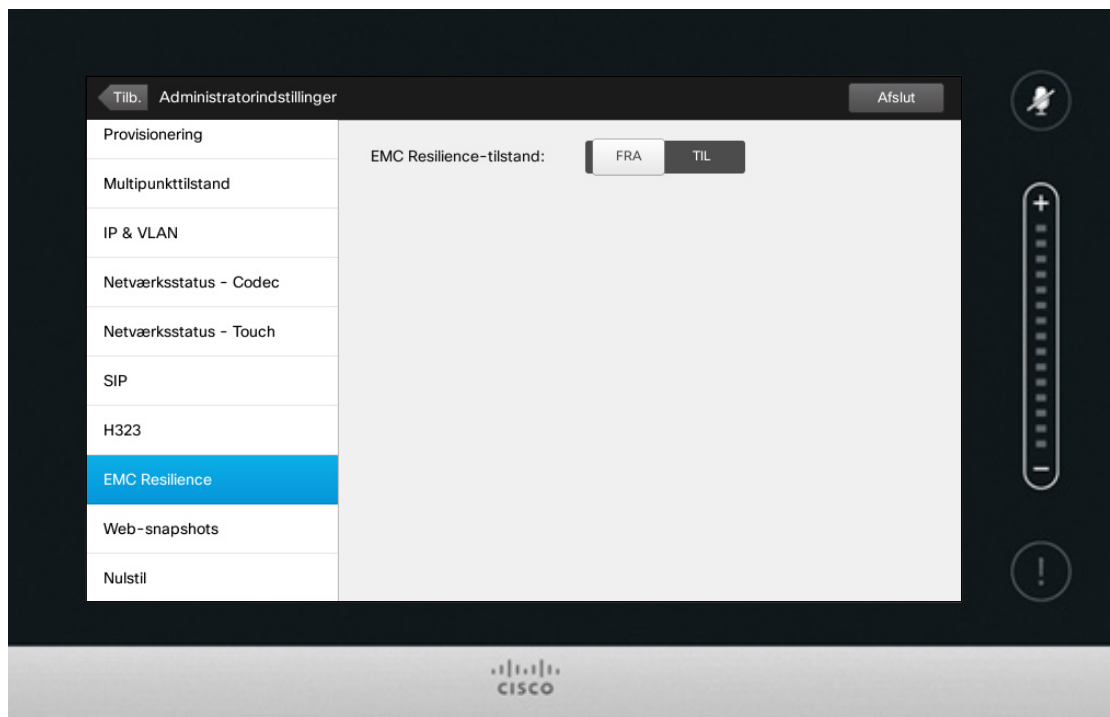 Tilb. Administratorindstillinger Afslut
Provisionering
EMC Resilience-tilstand: FRA TIL
Multipunkttilstand
IP & VLAN
Netværksstatus - Codec
Netværksstatus - Touch
SIP
H323
EMC Resilience
Web-snapshots
Nulstil
+
−
!
CISCO